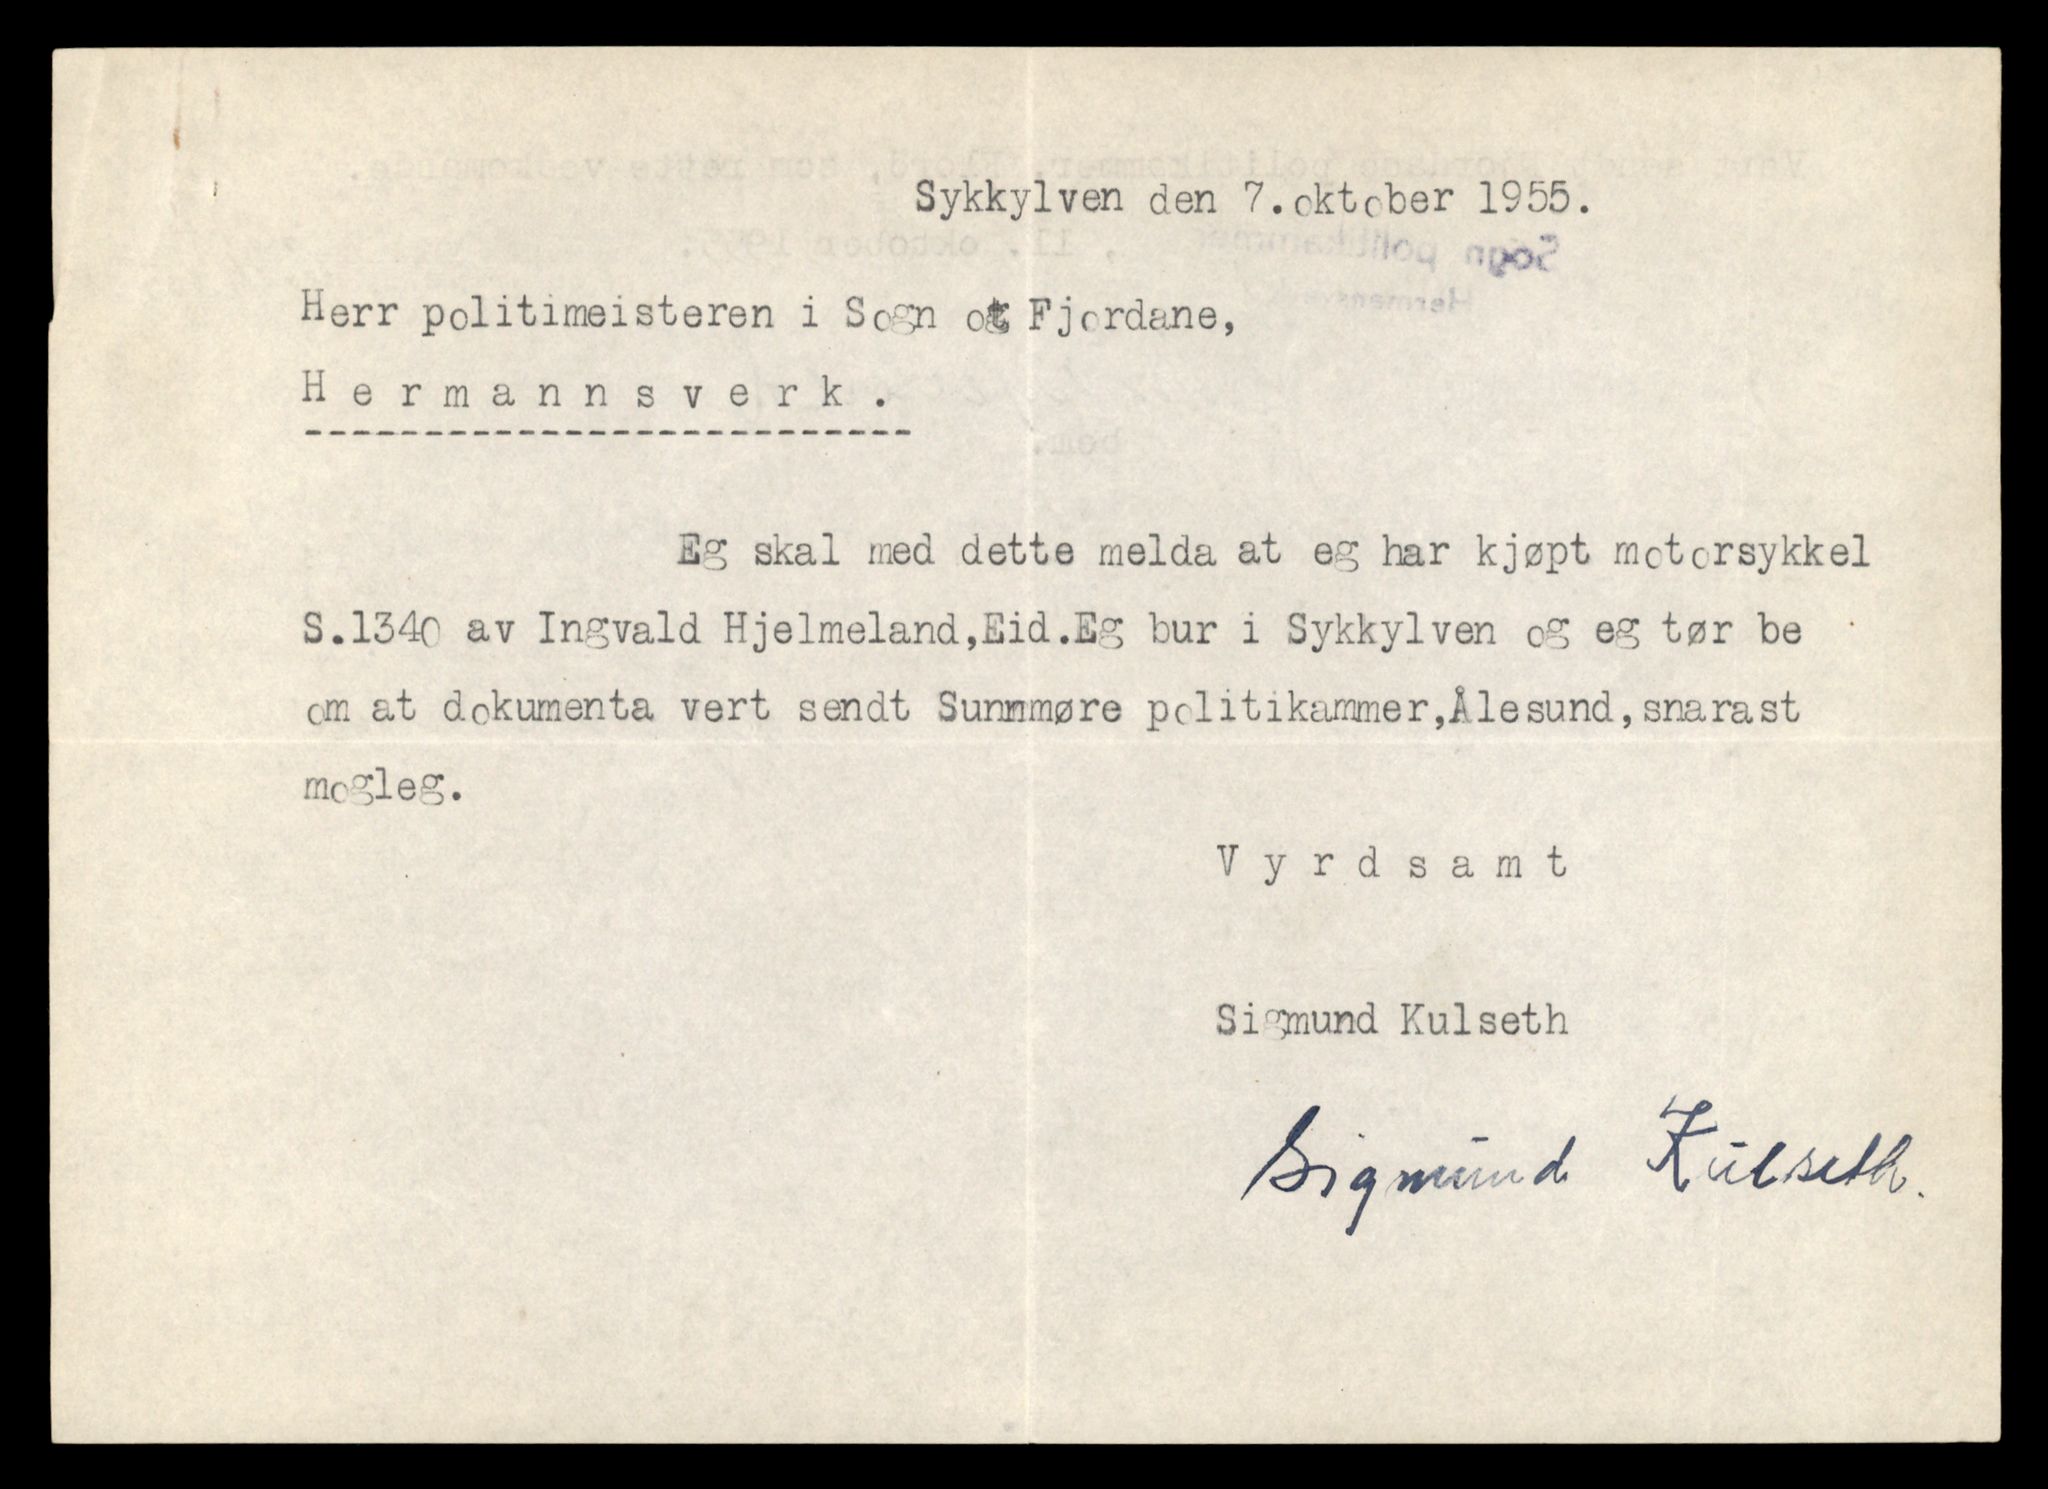 Sykkylven den 7.oktober 1955.
Herr politimeisteren i Sogn og Fjordane,
H e r m a n n s v e r k .
--------------------------
Eg skal med dette melda at eg har kjøpt motorsykkel
S.1340 av Ingvald Hjelmeland,Eid.Eg bur i Sykkylven og eg tør be
om at dokumenta vert sendt Sunnmøre politikammer,Ålesund,snarast
mogleg.
V y r d s a m t
Sigmund Kulseth
Sigmund Kulseth.